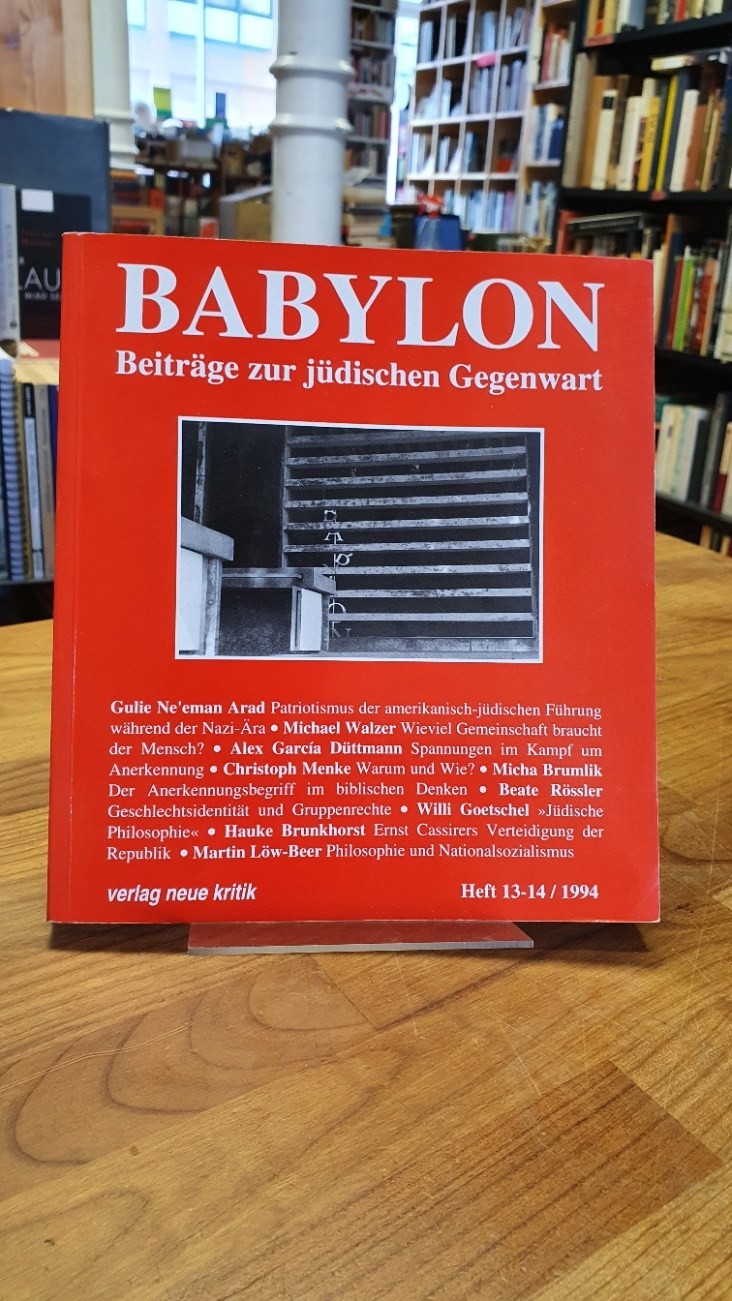 BABYLON
Beiträge zur jüdischen Gegenwart
Gulie Ne'eman Arad Patriotismus der amerikanisch-jüdischen Führung
während der Nazi-Ära • Michael Walzer Wieviel Gemeinschaft braucht
der Mensch? • Alex García Düttmann Spannungen im Kampf um
Anerkennung • Christoph Menke Warum und Wie? • Micha Brumlik
Der Anerkennungsbegriff im biblischen Denken • Beate Rössler
Geschlechtsidentität und Gruppenrechte • Willi Goetschel »Jüdische
Philosophie« • Hauke Brunkhorst Ernst Cassirers Verteidigung der
Republik • Martin Löw-Beer Philosophie und Nationalsozialismus
verlag neue kritik
Heft 13-14 / 1994